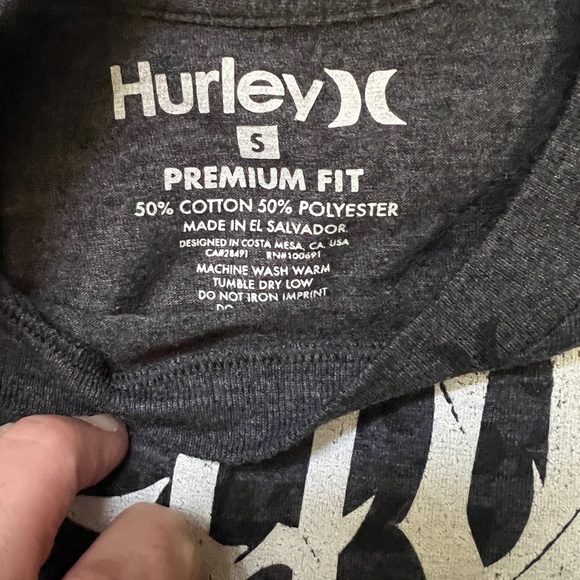 Hurley
S
PREMIUM FIT
50% COTTON 50% POLYESTER
MADE IN EL SALVADOR
DESIGNED IN COSTA MESA, CA. USA
CA#28491 RN#100691
MACHINE WASH WARM
TUMBLE DRY LOW
DO NOT IRON IMPRINT